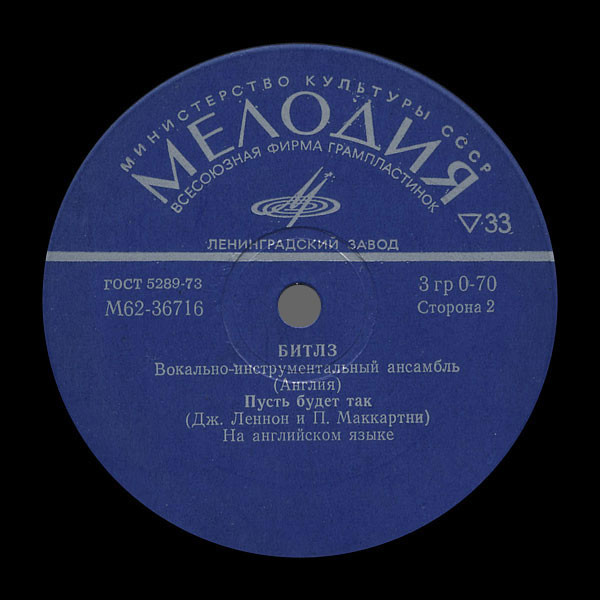 МИНИСТЕРСТВО КУЛЬТУРЫ СССР
МЕЛОДИЯ
ВСЕСОЮЗНАЯ ФИРМА ГРАМПЛАСТИНОК
33
ЛЕНИНГРАДСКИЙ ЗАВОД
ГОСТ 5289-73
3 гр 0-70
М62-36716
Сторона 2
БИТЛЗ
Вокально-инструментальный ансамбль
(Англия)
Пусть будет так
(Дж. Леннон и П. Маккартни)
На английском языке